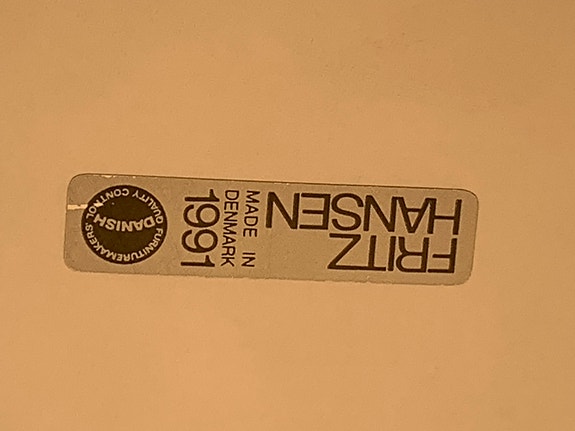 FRITZ
HANSEN
MADE IN
DENMARK
1991
DANISH
FURNITUREMAKERS'
QUALITY CONTROL